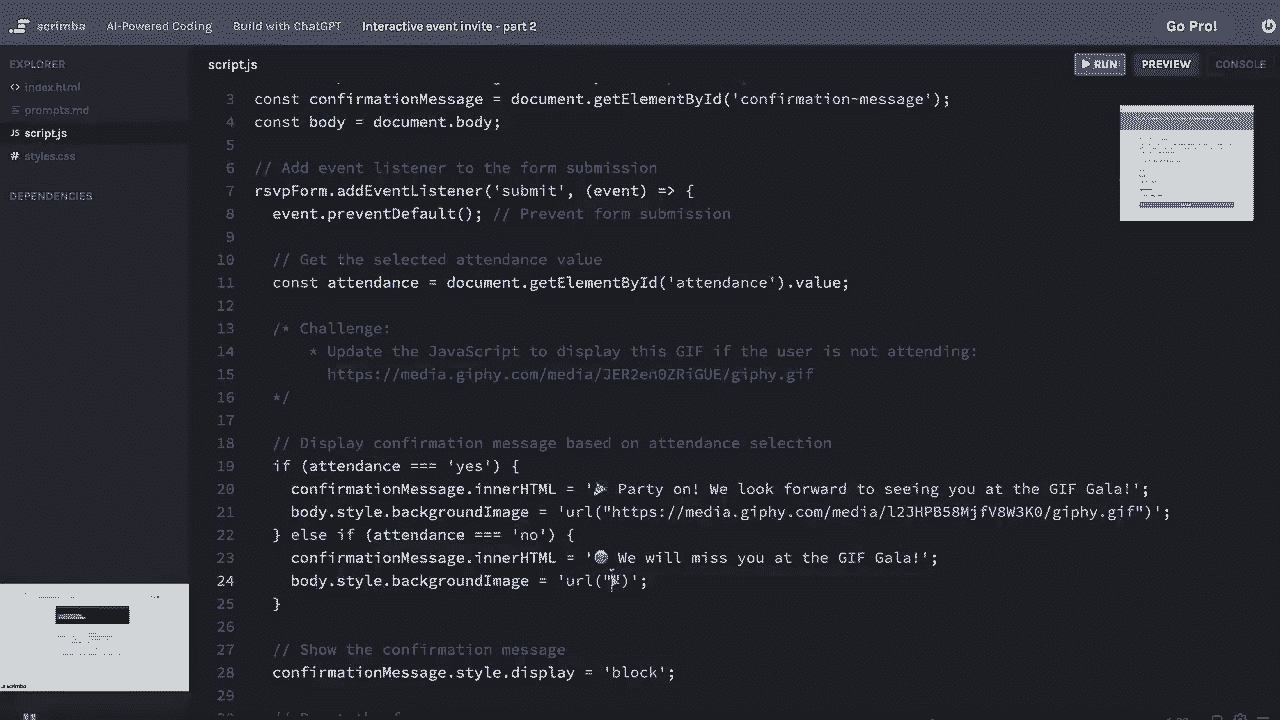 scrimba AI-Powered Coding Build with ChatGPT Interactive event invite - part 2 Go Pro!
EXPLORER
<> index.html
prompts.md
JS script.js
# styles.css
DEPENDENCIES
script.js
RUN PREVIEW CONSOLE
3 const confirmationMessage = document.getElementById('confirmation-message');
4 const body = document.body;
5
6 // Add event listener to the form submission
7 rsvpForm.addEventListener('submit', (event) => {
8 event.preventDefault(); // Prevent form submission
9
10 // Get the selected attendance value
11 const attendance = document.getElementById('attendance').value;
12
13 /* Challenge:
14 * Update the JavaScript to display this GIF if the user is not attending:
15 https://media.giphy.com/media/JER2en0ZRiGUE/giphy.gif
16 */
17
18 // Display confirmation message based on attendance selection
19 if (attendance === 'yes') {
20 confirmationMessage.innerHTML = '🎉 Party on! We look forward to seeing you at the GIF Gala!';
21 body.style.backgroundImage = 'url("https://media.giphy.com/media/l2JHPB58MjfV8W3K0/giphy.gif")';
22 } else if (attendance === 'no') {
23 confirmationMessage.innerHTML = ' We will miss you at the GIF Gala!';
24 body.style.backgroundImage = 'url("")';
25 }
26
27 // Show the confirmation message
28 confirmationMessage.style.display = 'block';
29